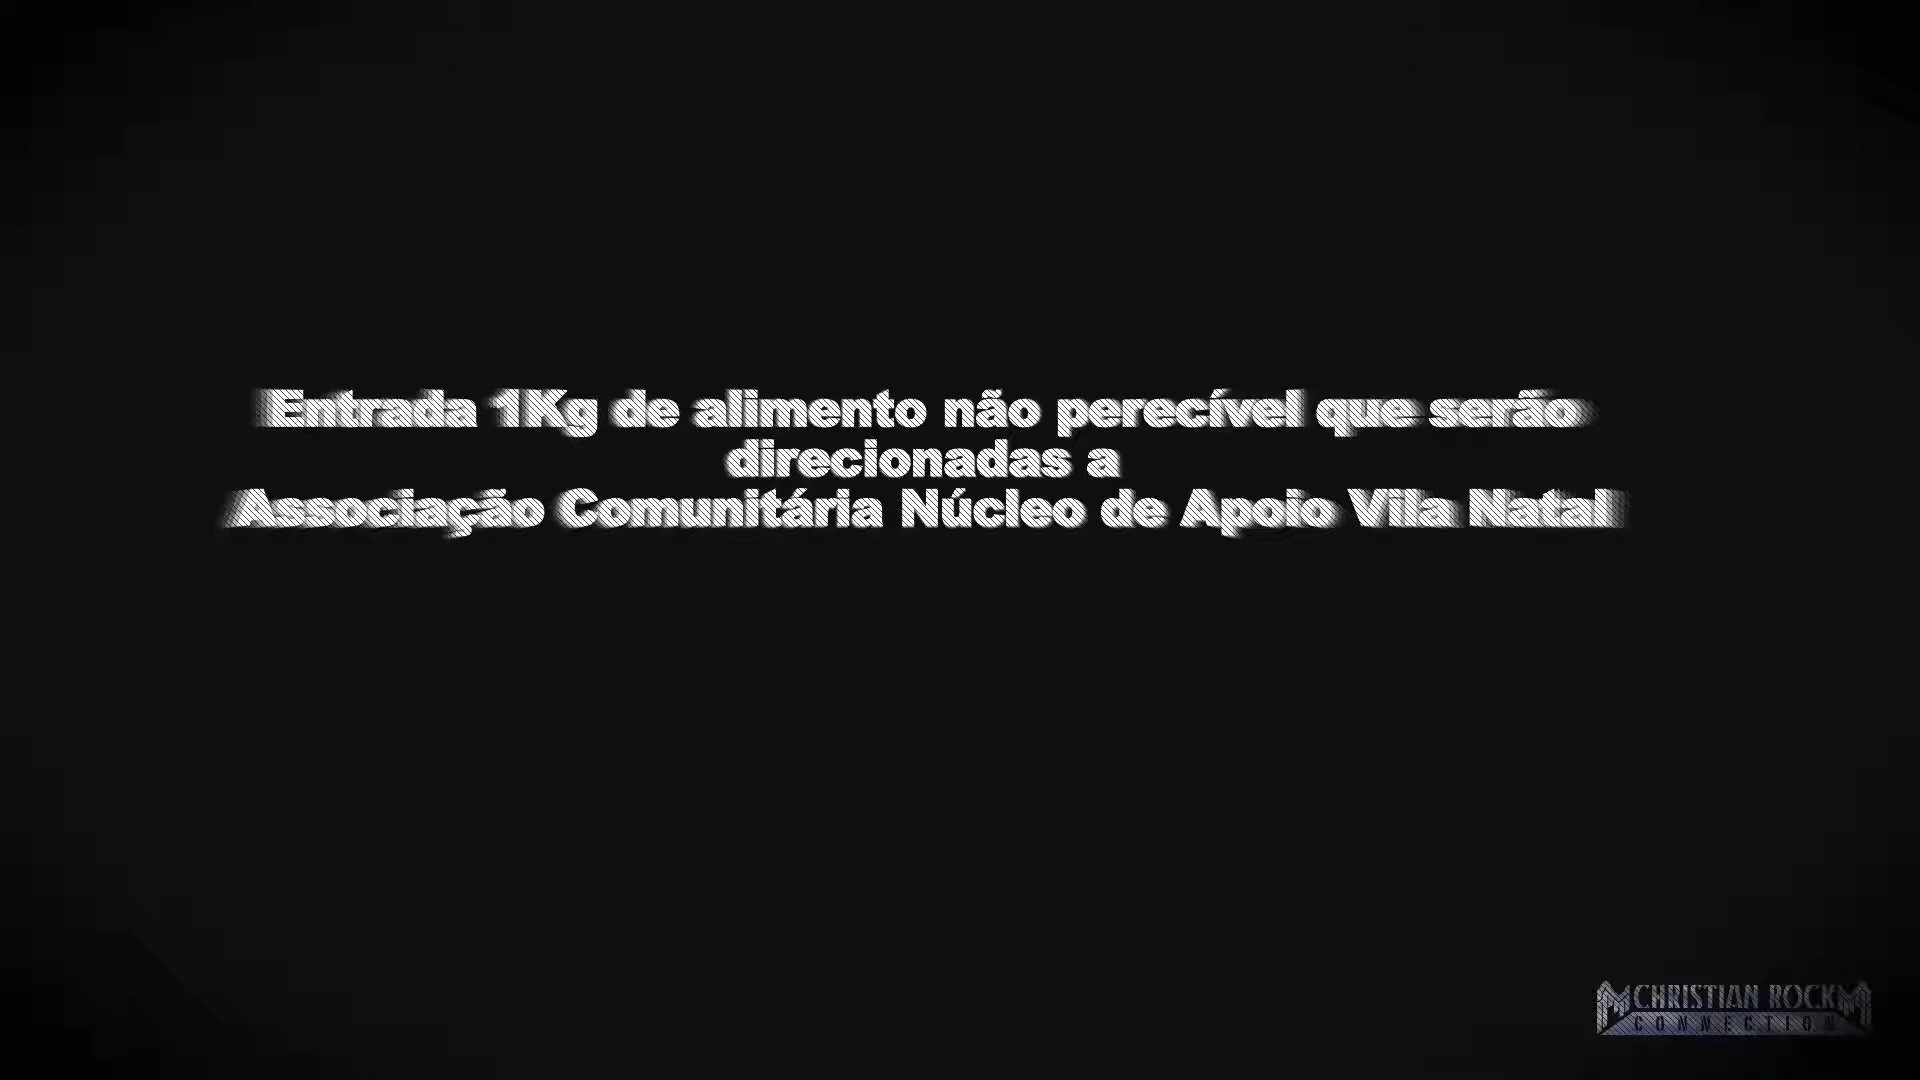 Entrada 1Kg de alimento não perecível que serão
direcionadas a
Associação Comunitária Núcleo de Apoio Vila Natal
CHRISTIAN ROCK
CONNECTION